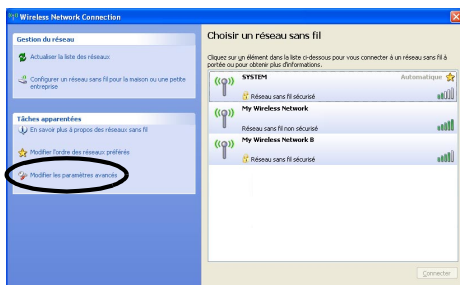 Wireless Network Connection
Gestion du réseau
Actualiser la liste des réseaux
Configurer un réseau sans fil pour la maison ou une petite
entreprise
Tâches apparentées
En savoir plus à propos des réseaux sans fil
Modifier l'ordre des réseaux préférés
Modifier les paramètres avancés
Choisir un réseau sans fil
Cliquez sur un élément dans la liste ci-dessous pour vous connecter à un réseau sans fil à
portée ou pour obtenir plus d'informations.
SYSTEM
Automatique
Réseau sans fil sécurisé
My Wireless Network
Réseau sans fil non sécurisé
My Wireless Network B
Réseau sans fil sécurisé
Connecter